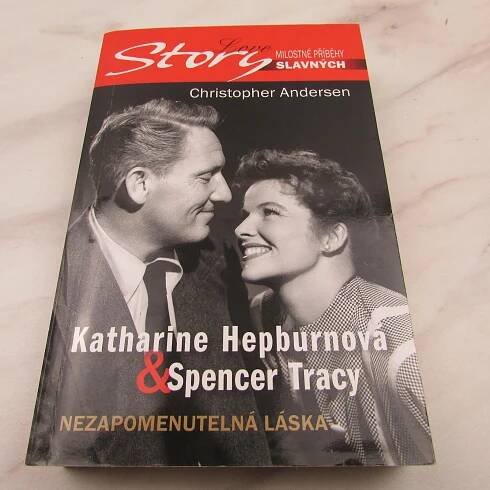 Love
Story
MILOSTNÉ PŘÍBĚHY
SLAVNÝCH
Christopher Andersen
Katharine Hepburnová
& Spencer Tracy
NEZAPOMENUTELNÁ LÁSKA